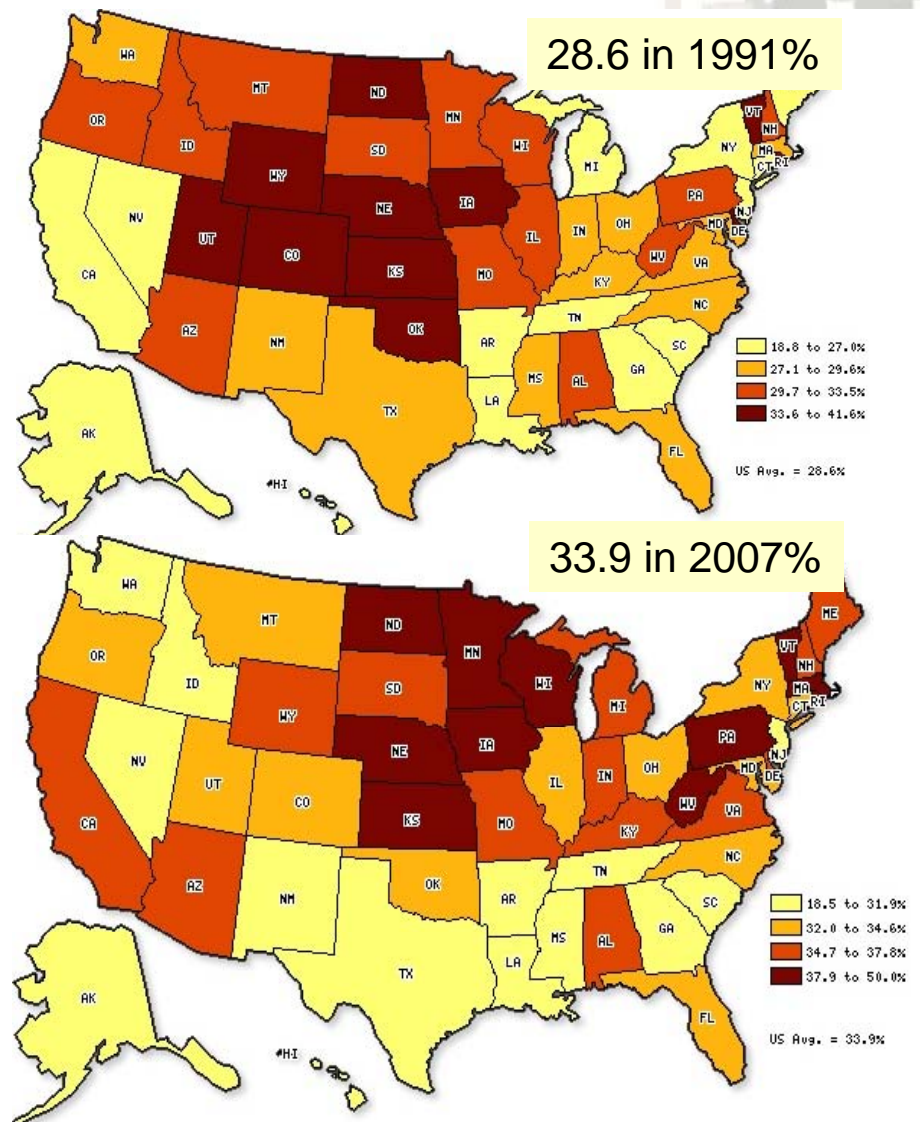 28.6 in 1991%
WA
MT
ND
MN
VT
OR
ID
SD
WI
NH
NY
MA
WY
MI
CT RI
IA
PA
NE
NJ
NV
OH
MD
UT
IN
DE
IL
CO
WV
VA
CA
KS
MO
KY
NC
TN
AZ
OK
NM
AR
SC
MS
AL
GA
LA
TX
FL
AK
HI
18.8 to 27.0%
27.1 to 29.6%
29.7 to 33.5%
33.6 to 41.6%
US Avg. = 28.6%
33.9 in 2007%
WA
ME
MT
ND
MN
VT
OR
NH
ID
SD
WI
NY
MA
CT RI
WY
MI
PA
IA
NE
NJ
NV
OH
MD
UT
IL
IN
DE
CO
WV
VA
CA
KS
MO
KY
NC
TN
AZ
OK
NM
AR
SC
MS
AL
GA
LA
TX
FL
AK
HI
18.5 to 31.9%
32.0 to 34.6%
34.7 to 37.8%
37.9 to 50.0%
US Avg. = 33.9%